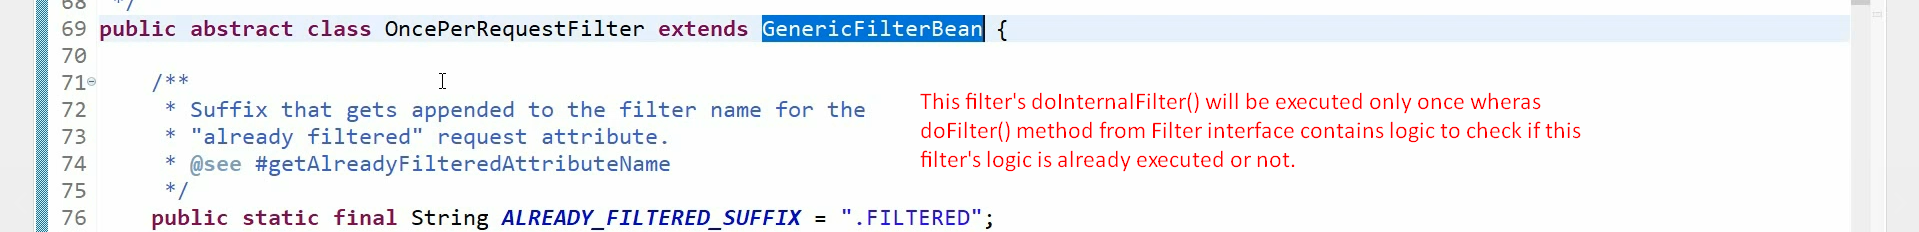 68 */
69 public abstract class OncePerRequestFilter extends GenericFilterBean {
70
71 /**
72 * Suffix that gets appended to the filter name for the
73 * "already filtered" request attribute.
74 * @see #getAlreadyFilteredAttributeName
75 */
76 public static final String ALREADY_FILTERED_SUFFIX = ".FILTERED";
This filter's doInternalFilter() will be executed only once wheras
doFilter() method from Filter interface contains logic to check if this
filter's logic is already executed or not.